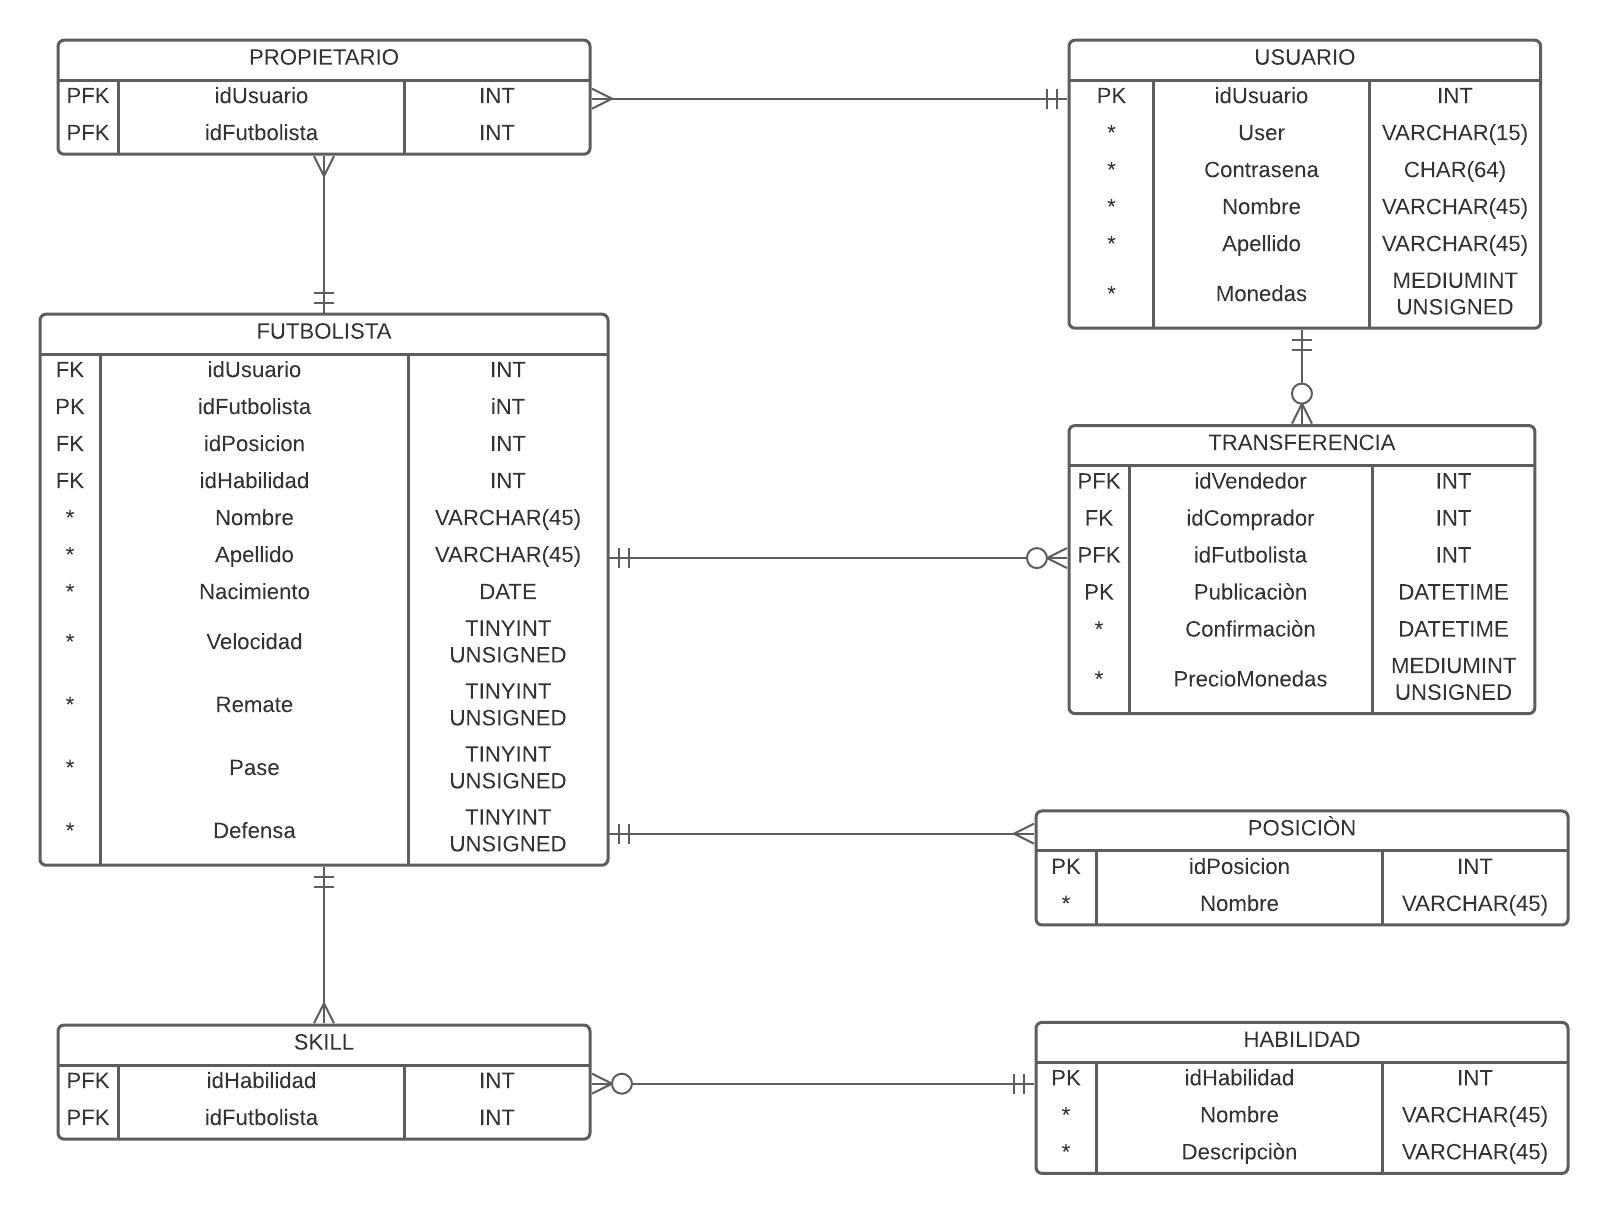 PROPIETARIO
PFK idUsuario INT
PFK idFutbolista INT
USUARIO
PK idUsuario INT
* User VARCHAR(15)
* Contrasena CHAR(64)
* Nombre VARCHAR(45)
* Apellido VARCHAR(45)
* Monedas MEDIUMINT
UNSIGNED
FUTBOLISTA
FK idUsuario INT
PK idFutbolista iNT
FK idPosicion INT
FK idHabilidad INT
* Nombre VARCHAR(45)
* Apellido VARCHAR(45)
* Nacimiento DATE
* Velocidad TINYINT
UNSIGNED
* Remate TINYINT
UNSIGNED
* Pase TINYINT
UNSIGNED
* Defensa TINYINT
UNSIGNED
TRANSFERENCIA
PFK idVendedor INT
FK idComprador INT
PFK idFutbolista INT
PK Publicaciòn DATETIME
* Confirmaciòn DATETIME
* PrecioMonedas MEDIUMINT
UNSIGNED
POSICIÒN
PK idPosicion INT
* Nombre VARCHAR(45)
SKILL
PFK idHabilidad INT
PFK idFutbolista INT
HABILIDAD
PK idHabilidad INT
* Nombre VARCHAR(45)
* Descripciòn VARCHAR(45)